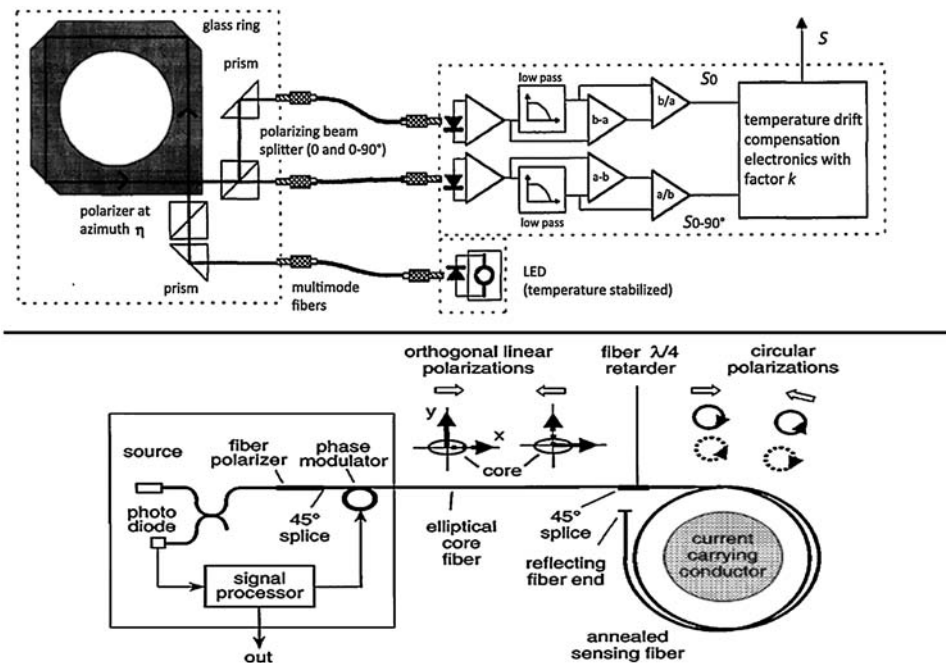 glass ring
prism
polarizing beam
splitter (0 and 0-90°)
polarizer at
azimuth η
prism
multimode
fibers
low pass
b-a
b/a
S0
S
temperature drift
compensation
electronics with
factor k
a-b
a/b
low pass
S0-90°
LED
(temperature stabilized)
orthogonal linear
polarizations
fiber λ/4
retarder
circular
polarizations
y
x
core
source
fiber
polarizer
phase
modulator
photo
diode
45°
splice
elliptical
core
fiber
45°
splice
reflecting
fiber end
current
carrying
conductor
signal
processor
out
annealed
sensing fiber